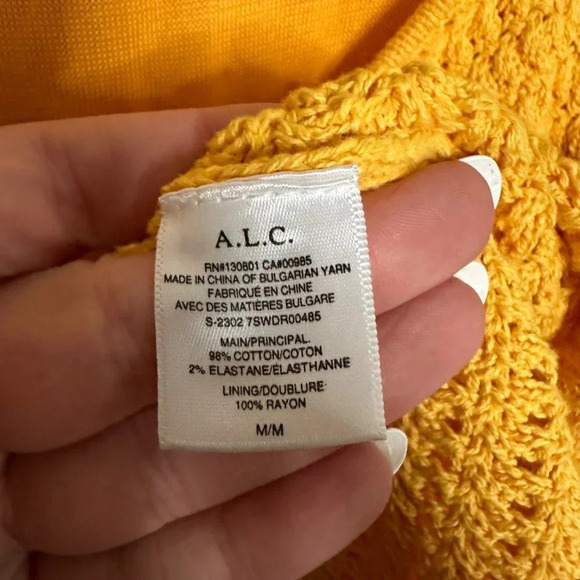 A.L.C.
RN#130801 CA#00985
MADE IN CHINA OF BULGARIAN YARN
FABRIQUÉ EN CHINE
AVEC DES MATIÈRES BULGARE
S-2302 7SWDR00485
MAIN/PRINCIPAL:
98% COTTON/COTON
2% ELASTANE/ÉLASTHANNE
LINING/DOUBLURE:
100% RAYON
M/M